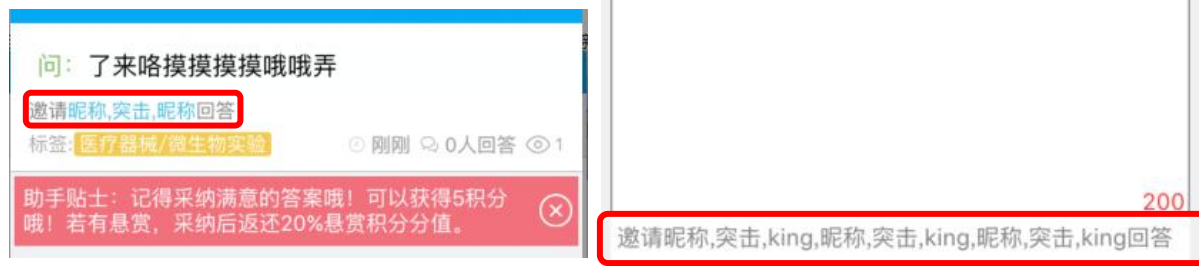 问：了来咯摸摸摸摸哦哦弄
邀请昵称,突击,昵称回答
标签: 医疗器械/微生物实验 刚刚 0人回答 1
助手贴士：记得采纳满意的答案哦！可以获得5积分
哦！若有悬赏，采纳后返还20%悬赏积分分值。
200
邀请昵称,突击,king,昵称,突击,king,昵称,突击,king回答